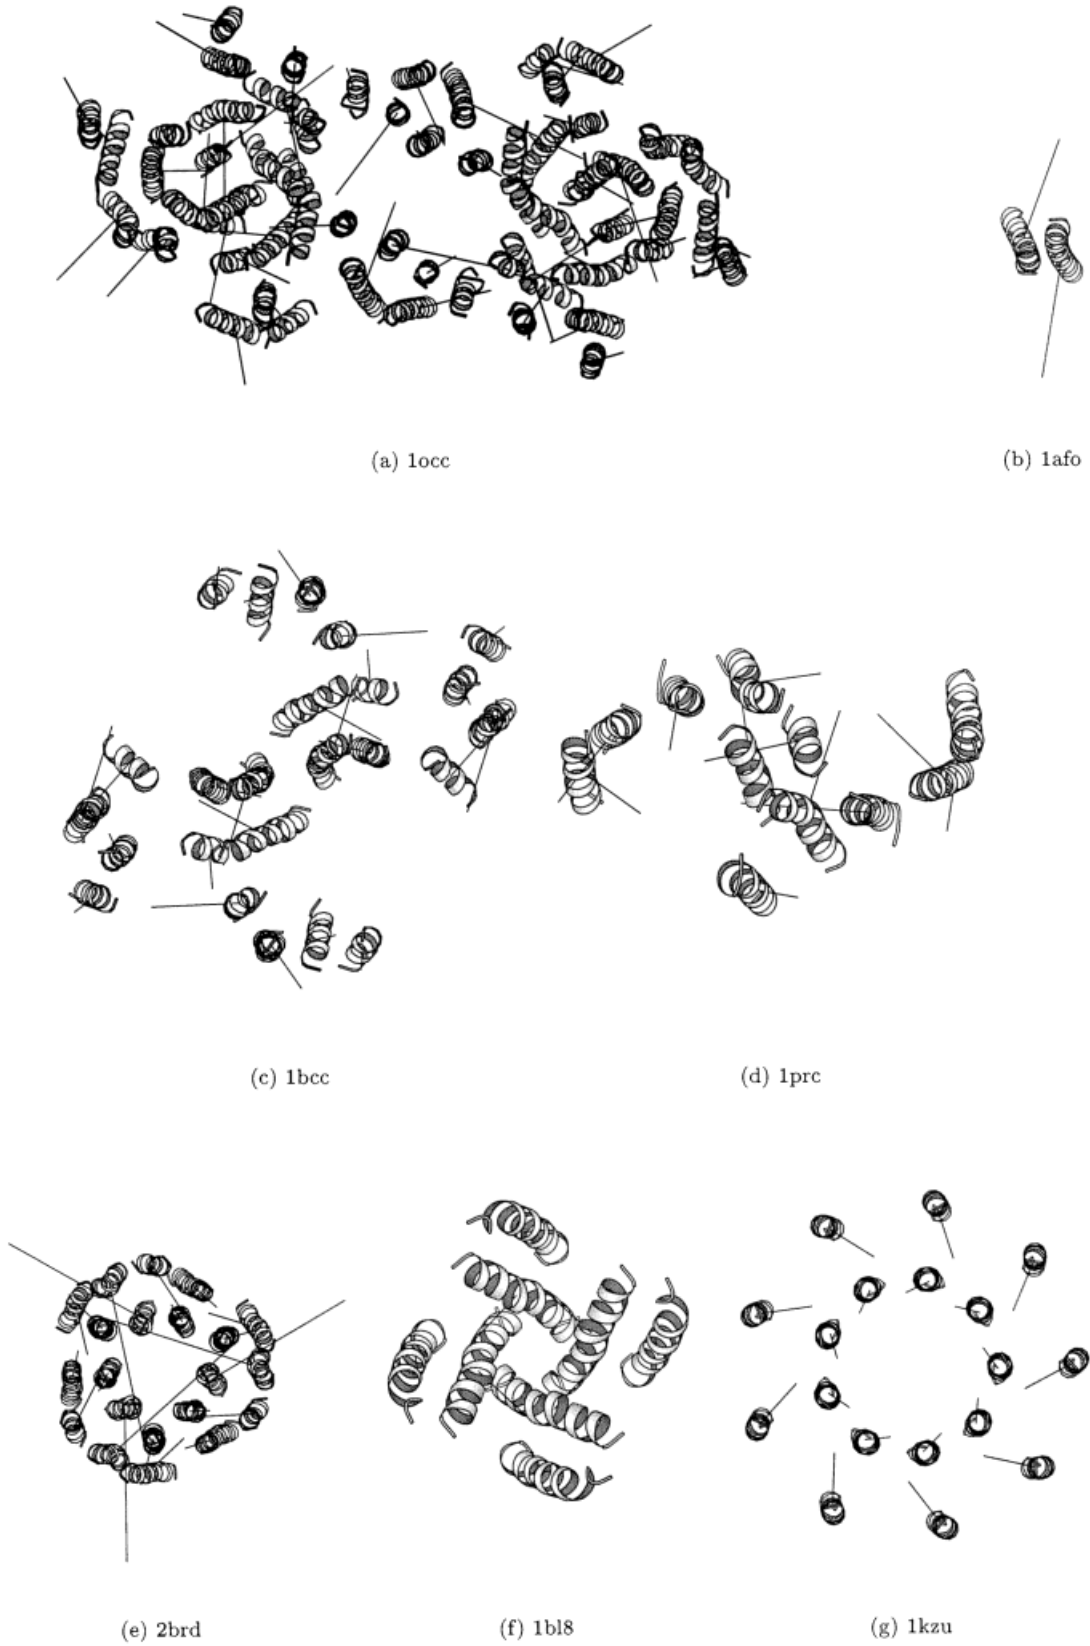 (a) 1occ
(b) 1afo
(c) 1bcc
(d) 1prc
(e) 2brd
(f) 1bl8
(g) 1kzu